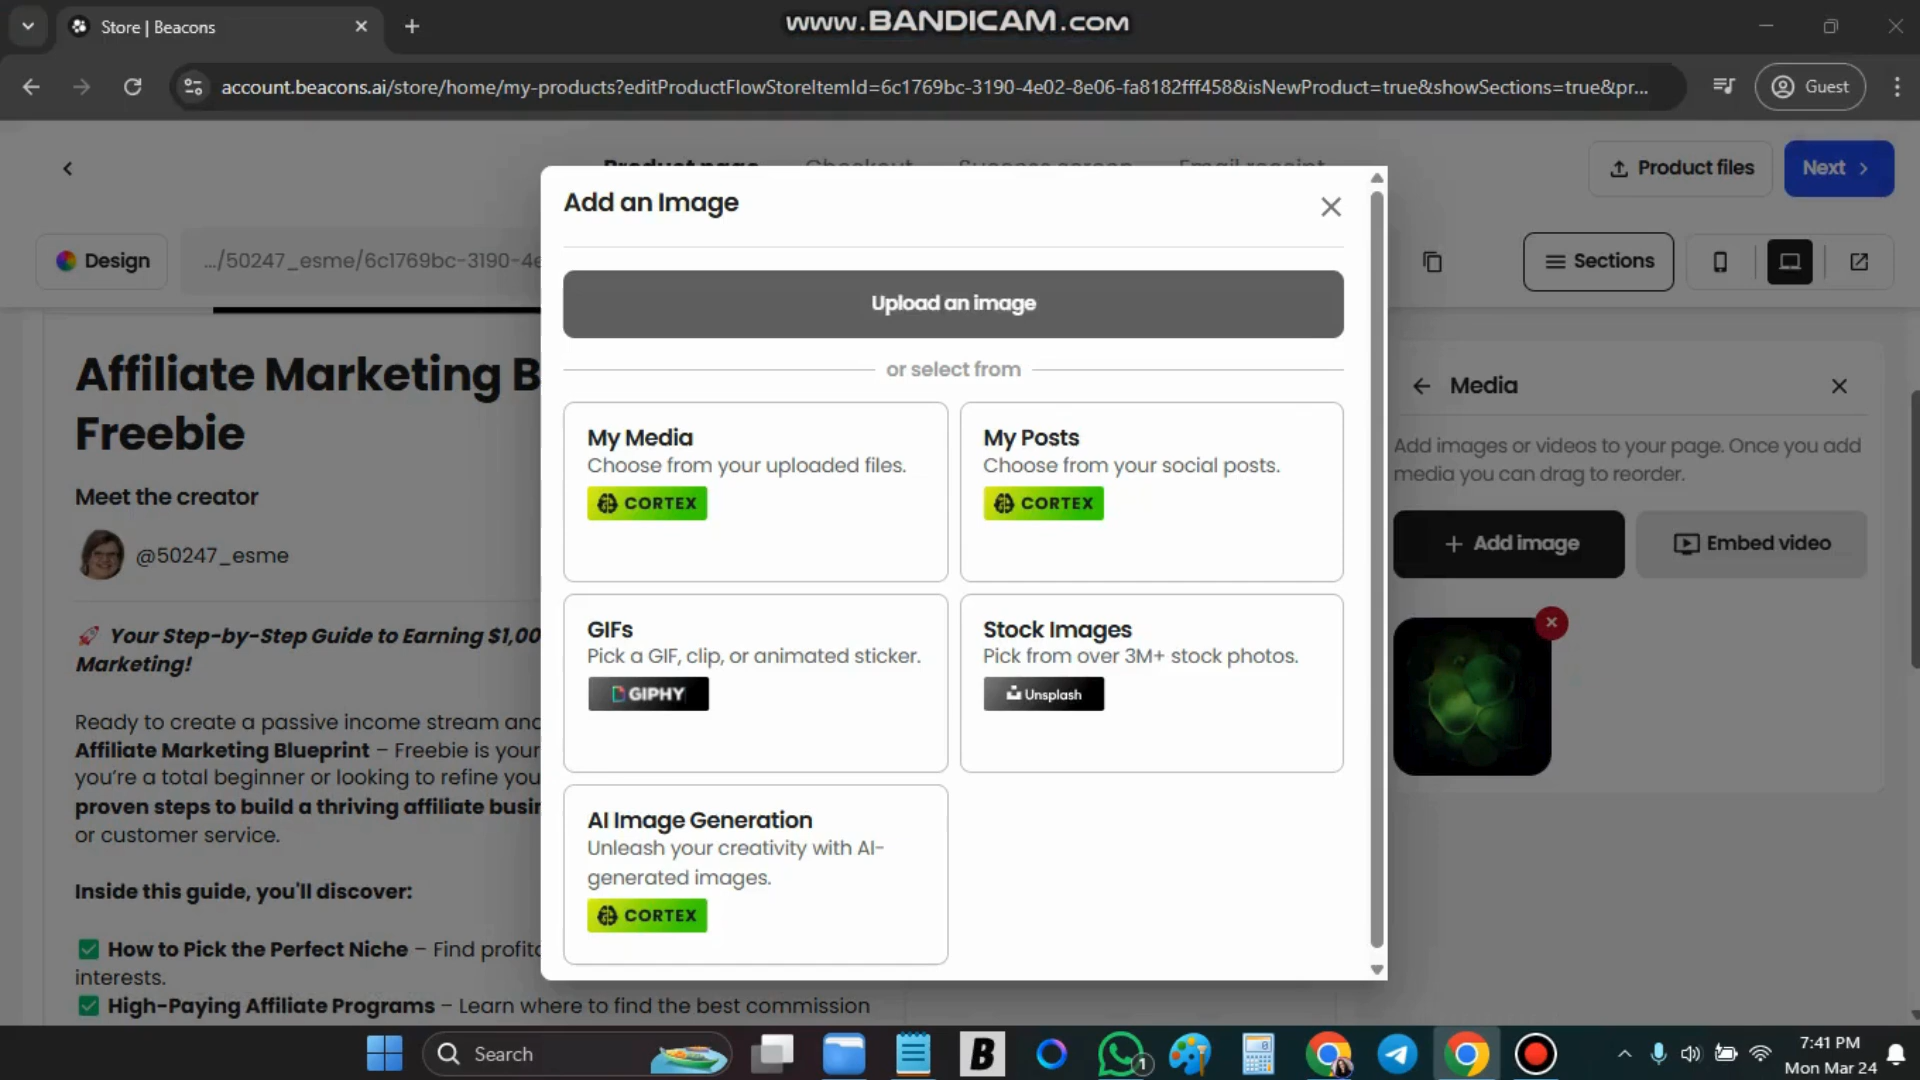 Store | Beacons
www.BANDICAM.com
account.beacons.ai/store/home/my-products?editProductFlowStoreItemId=6c1769bc-3190-4e02-8e06-fa8182fff458&isNewProduct=true&showSections=true&pr...
Guest
Product page Checkout Success screen Email receipt
Product files
Next
Design
.../50247_esme/6c1769bc-3190-4e
Sections
Add an Image
Upload an image
or select from
My Media
Choose from your uploaded files.
CORTEX
My Posts
Choose from your social posts.
CORTEX
GIFs
Pick a GIF, clip, or animated sticker.
GIPHY
Stock Images
Pick from over 3M+ stock photos.
Unsplash
AI Image Generation
Unleash your creativity with AI-
generated images.
CORTEX
Affiliate Marketing B
Freebie
Meet the creator
@50247_esme
🚀 Your Step-by-Step Guide to Earning $1,00
Marketing!
Ready to create a passive income stream and
Affiliate Marketing Blueprint – Freebie is your
you're a total beginner or looking to refine you
proven steps to build a thriving affiliate busin
or customer service.
Inside this guide, you'll discover:
✅ How to Pick the Perfect Niche – Find profita
interests.
✅ High-Paying Affiliate Programs – Learn where to find the best commission
Media
Add images or videos to your page. Once you add
media you can drag to reorder.
+ Add image
Embed video
Search
B
1
7:41 PM
Mon Mar 24